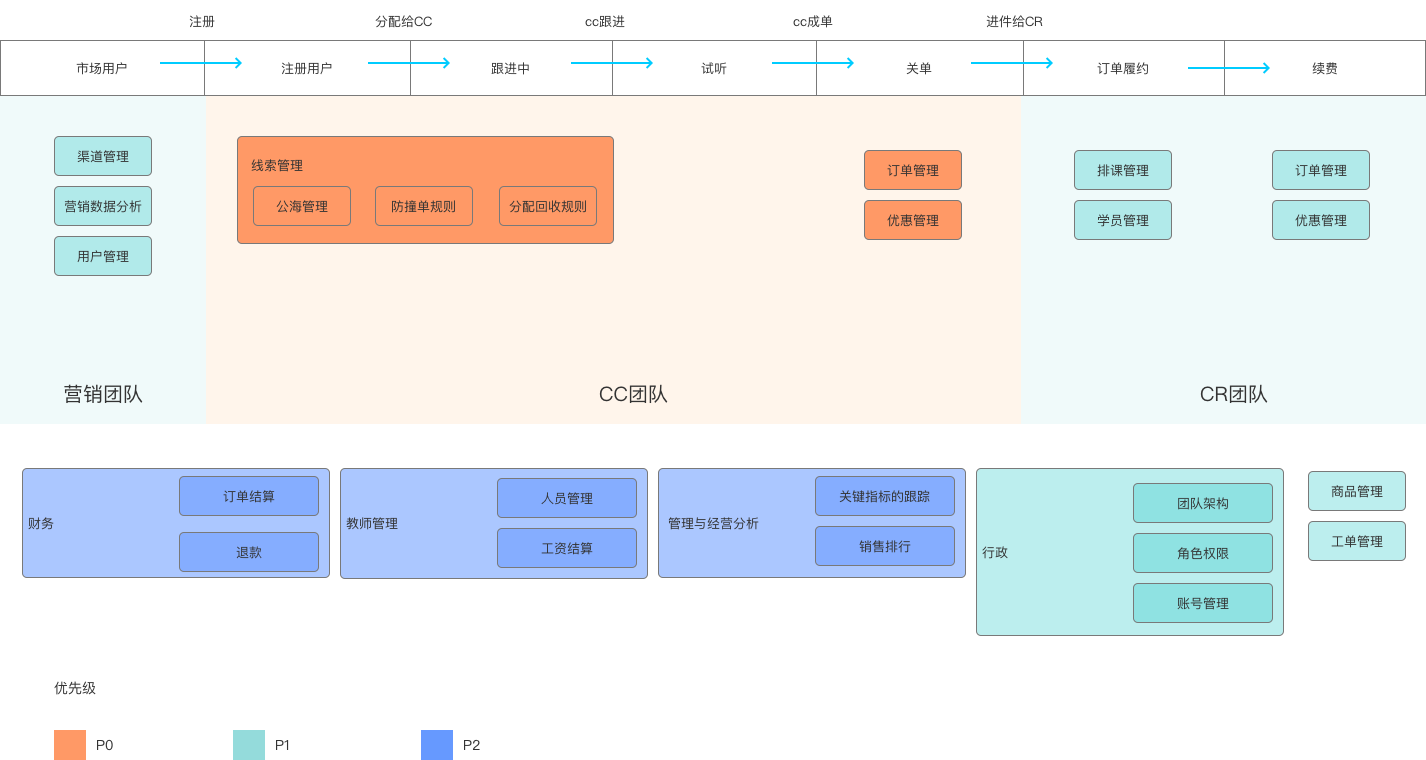 注册
分配给CC
cc跟进
cc成单
进件给CR
市场用户
注册用户
跟进中
试听
关单
订单履约
续费
渠道管理
营销数据分析
用户管理
线索管理
公海管理
防撞单规则
分配回收规则
订单管理
优惠管理
排课管理
学员管理
订单管理
优惠管理
营销团队
CC团队
CR团队
财务
订单结算
退款
教师管理
人员管理
工资结算
管理与经营分析
关键指标的跟踪
销售排行
行政
团队架构
角色权限
账号管理
商品管理
工单管理
优先级
P0
P1
P2